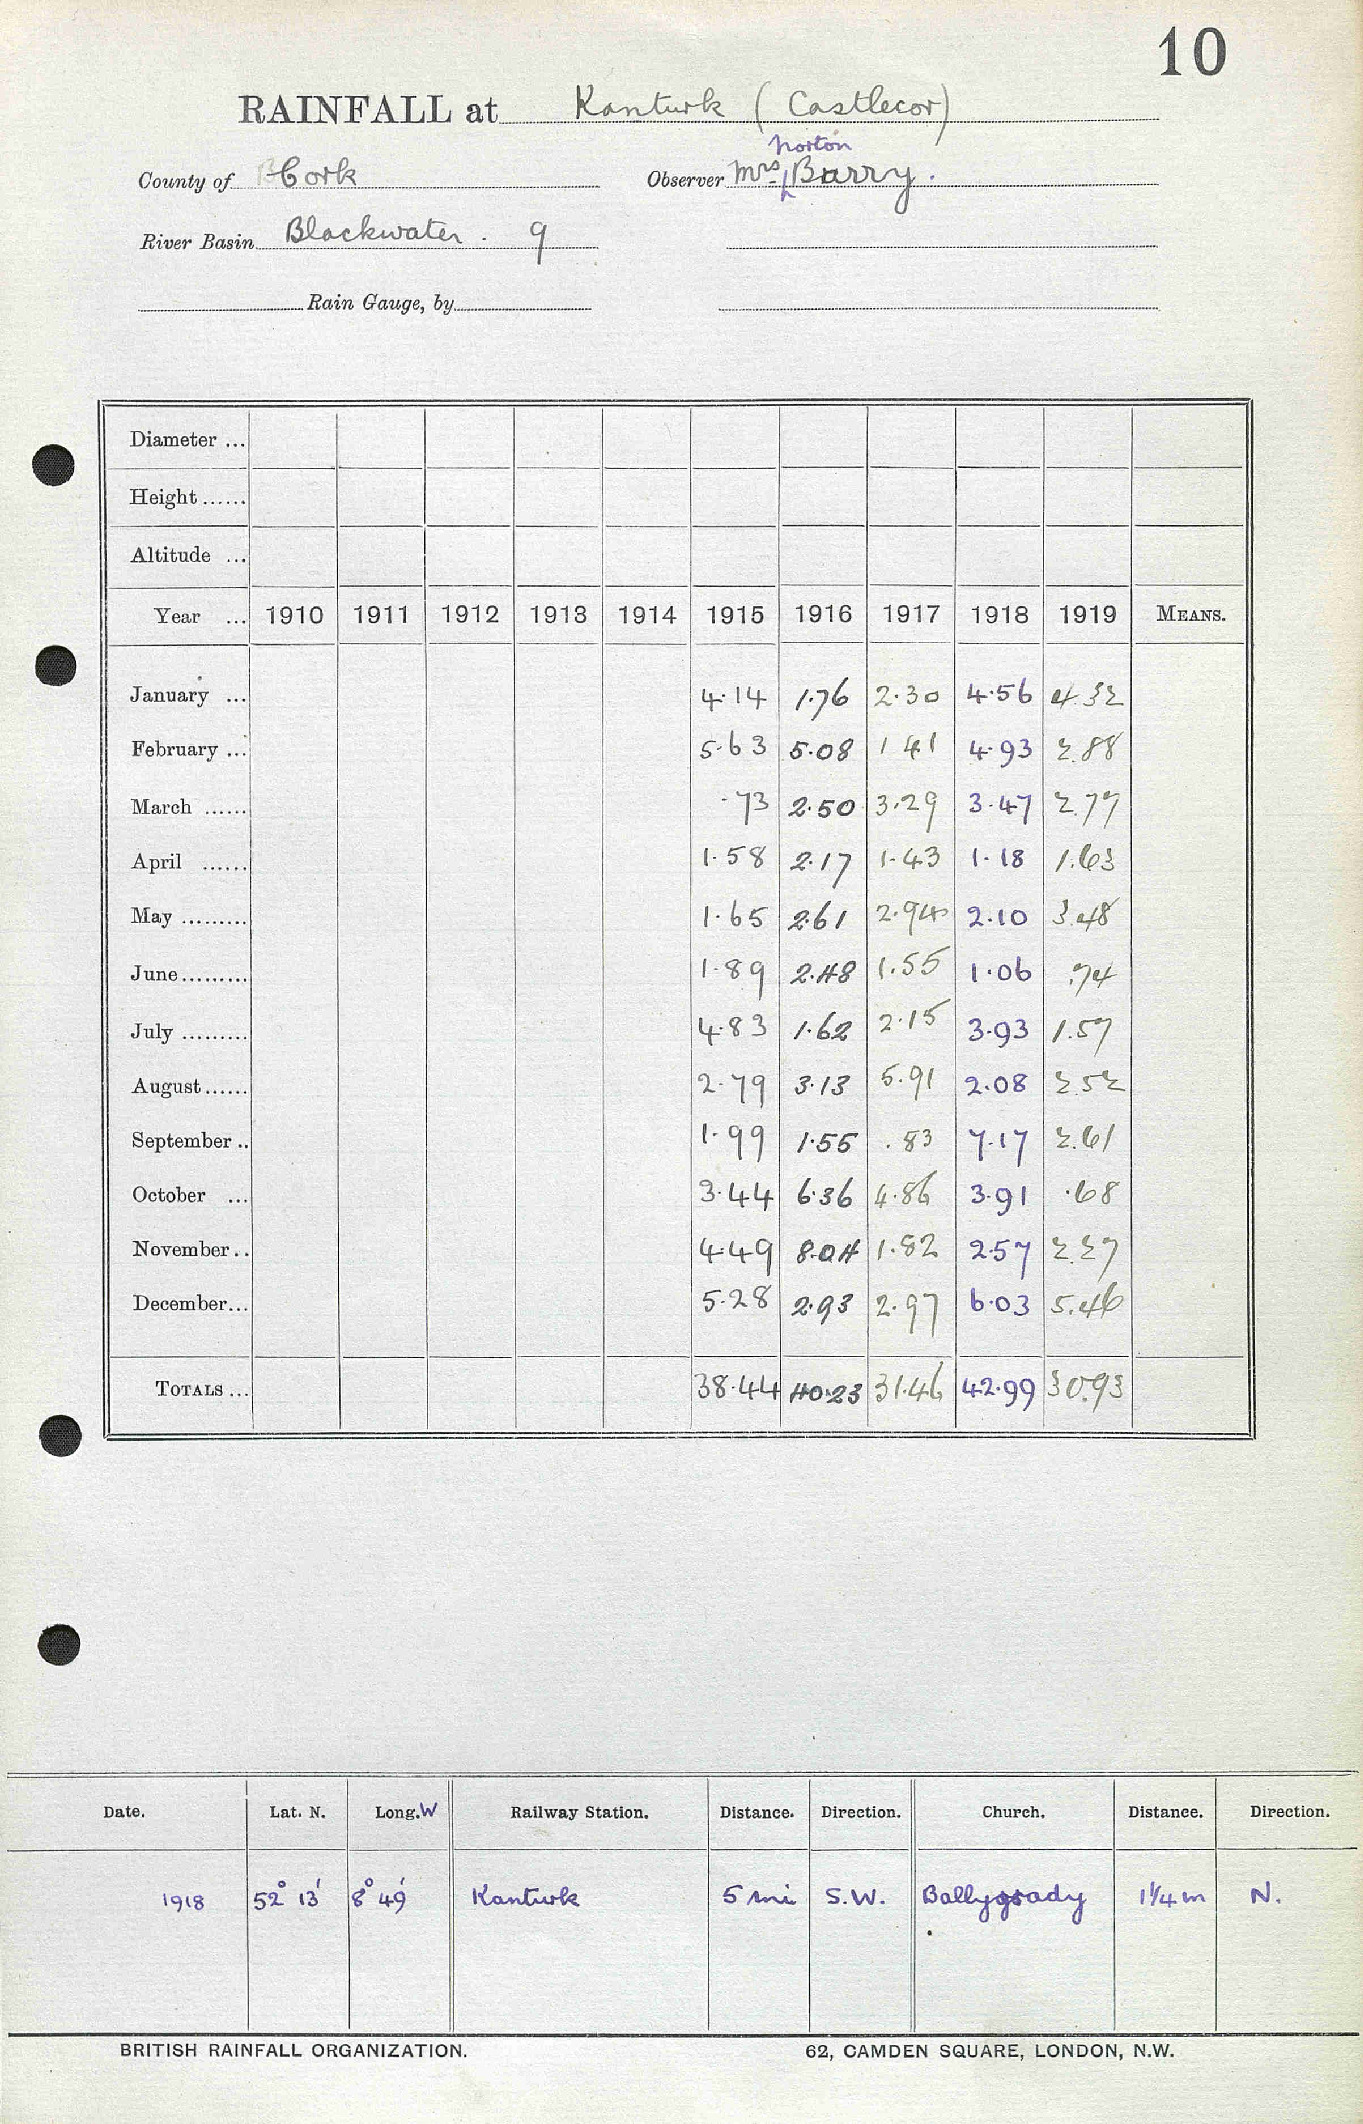 10
RAINFALL at Kanturk (Castlecor)
County of Cork
Observer Mrs Norton Barry.
River Basin Blackwater. 9
Rain Gauge, by
Diameter ...
Height ......
Altitude ...
Year ... 1910 1911 1912 1913 1914 1915 1916 1917 1918 1919 MEANS.
January ... 4.14 1.76 2.30 4.56 4.32
February ... 5.63 5.08 1.41 4.93 2.88
March ...... .73 2.50 3.29 3.47 2.77
April ...... 1.58 2.17 1.43 1.18 1.63
May ......... 1.65 2.61 2.94 2.10 3.48
June ......... 1.89 2.48 1.55 1.06 .74
July ......... 4.83 1.62 2.15 3.93 1.57
August ...... 2.79 3.13 5.91 2.08 2.52
September .. 1.99 1.55 .83 7.17 2.61
October ... 3.44 6.36 4.86 3.91 .68
November .. 4.49 8.04 1.82 2.57 2.27
December ... 5.28 2.93 2.97 6.03 5.46
TOTALS ... 38.44 40.23 31.46 42.99 30.93
Date. Lat. N. Long. W Railway Station. Distance. Direction. Church. Distance. Direction.
1918 52° 13' 8° 49' Kanturk 5 mi S.W. Ballygrady 1¼ m N.
BRITISH RAINFALL ORGANIZATION. 62, CAMDEN SQUARE, LONDON, N.W.